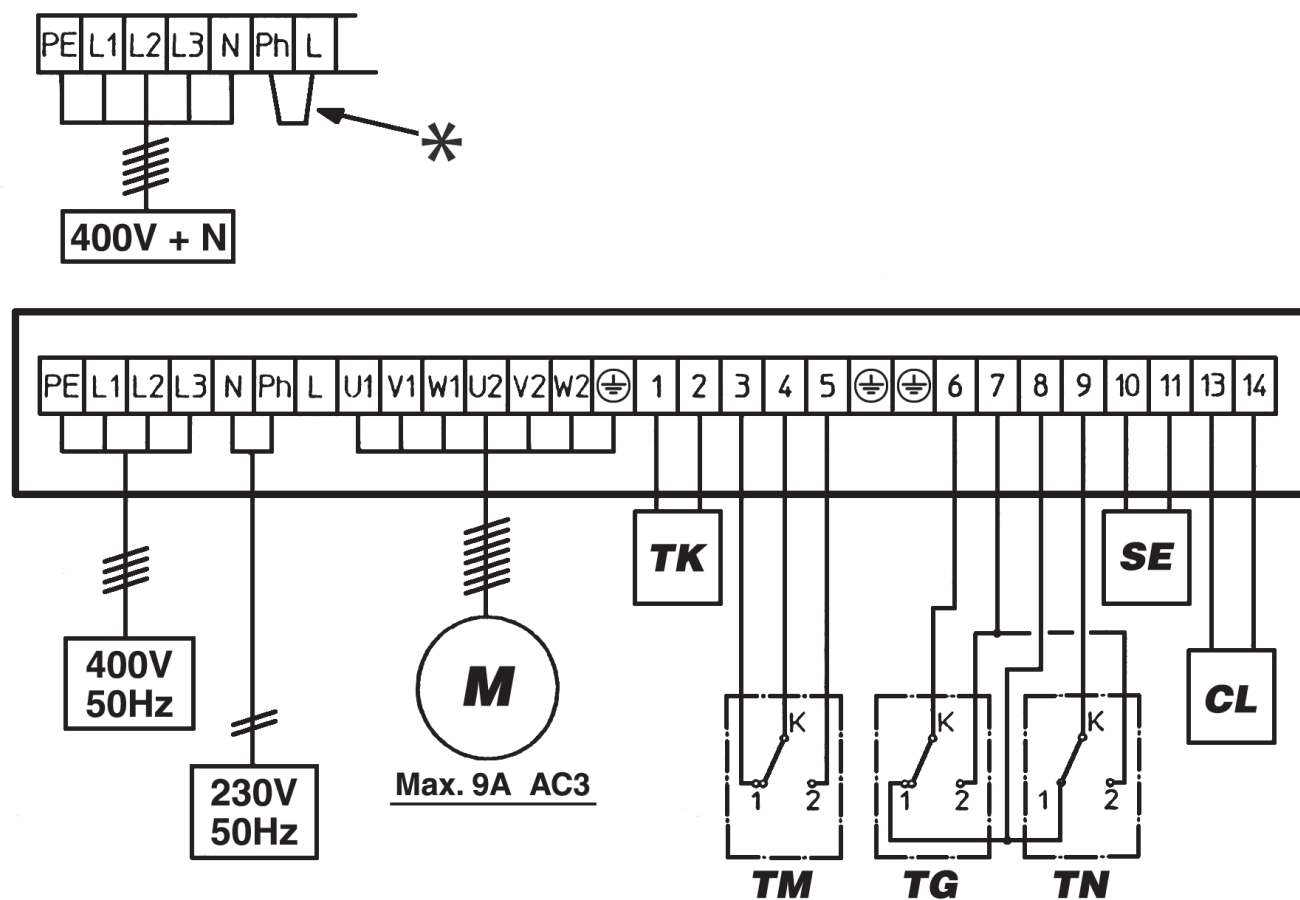 PE L1 L2 L3 N Ph L
*
400V + N
PE L1 L2 L3 N Ph L U1 V1 W1 U2 V2 W2 ⏚ 1 2 3 4 5 ⏚ ⏚ 6 7 8 9 10 11 13 14
TK
SE
400V
50Hz
M
CL
K K K
1 2 1 2 1 2
Max. 9A AC3
230V
50Hz
TM TG TN